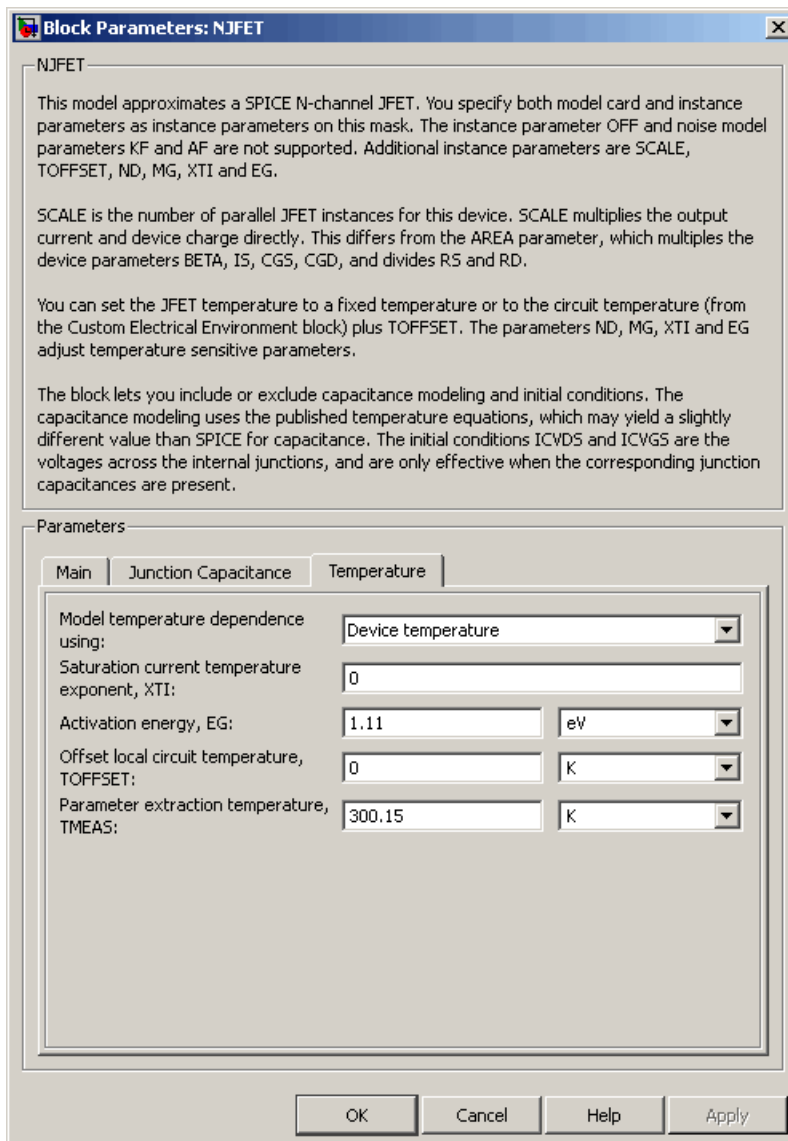 Block Parameters: NJFET
NJFET
This model approximates a SPICE N-channel JFET. You specify both model card and instance
parameters as instance parameters on this mask. The instance parameter OFF and noise model
parameters KF and AF are not supported. Additional instance parameters are SCALE,
TOFFSET, ND, MG, XTI and EG.
SCALE is the number of parallel JFET instances for this device. SCALE multiplies the output
current and device charge directly. This differs from the AREA parameter, which multiples the
device parameters BETA, IS, CGS, CGD, and divides RS and RD.
You can set the JFET temperature to a fixed temperature or to the circuit temperature (from
the Custom Electrical Environment block) plus TOFFSET. The parameters ND, MG, XTI and EG
adjust temperature sensitive parameters.
The block lets you include or exclude capacitance modeling and initial conditions. The
capacitance modeling uses the published temperature equations, which may yield a slightly
different value than SPICE for capacitance. The initial conditions ICVDS and ICVGS are the
voltages across the internal junctions, and are only effective when the corresponding junction
capacitances are present.
Parameters
Main Junction Capacitance Temperature
Model temperature dependence
using:
Device temperature
Saturation current temperature
exponent, XTI:
0
Activation energy, EG:
1.11 eV
Offset local circuit temperature,
TOFFSET:
0 K
Parameter extraction temperature,
TMEAS:
300.15 K
OK Cancel Help Apply